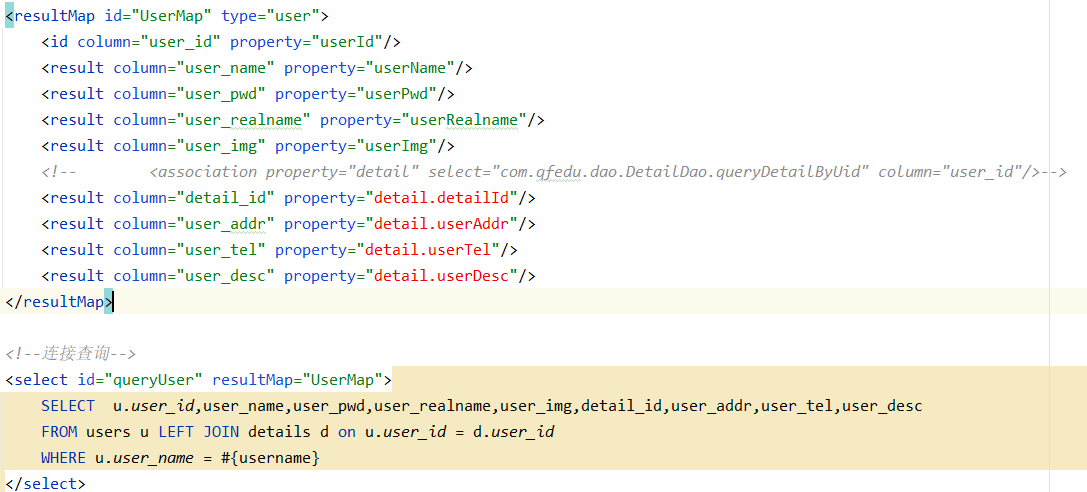 <resultMap id="UserMap" type="user">
<id column="user_id" property="userId"/>
<result column="user_name" property="userName"/>
<result column="user_pwd" property="userPwd"/>
<result column="user_realname" property="userRealname"/>
<result column="user_img" property="userImg"/>
<!-- <association property="detail" select="com.qfedu.dao.DetailDao.queryDetailByUid" column="user_id"/>-->
<result column="detail_id" property="detail.detailId"/>
<result column="user_addr" property="detail.userAddr"/>
<result column="user_tel" property="detail.userTel"/>
<result column="user_desc" property="detail.userDesc"/>
</resultMap>
<!--连接查询-->
<select id="queryUser" resultMap="UserMap">
SELECT u.user_id,user_name,user_pwd,user_realname,user_img,detail_id,user_addr,user_tel,user_desc
FROM users u LEFT JOIN details d on u.user_id = d.user_id
WHERE u.user_name = #{username}
</select>